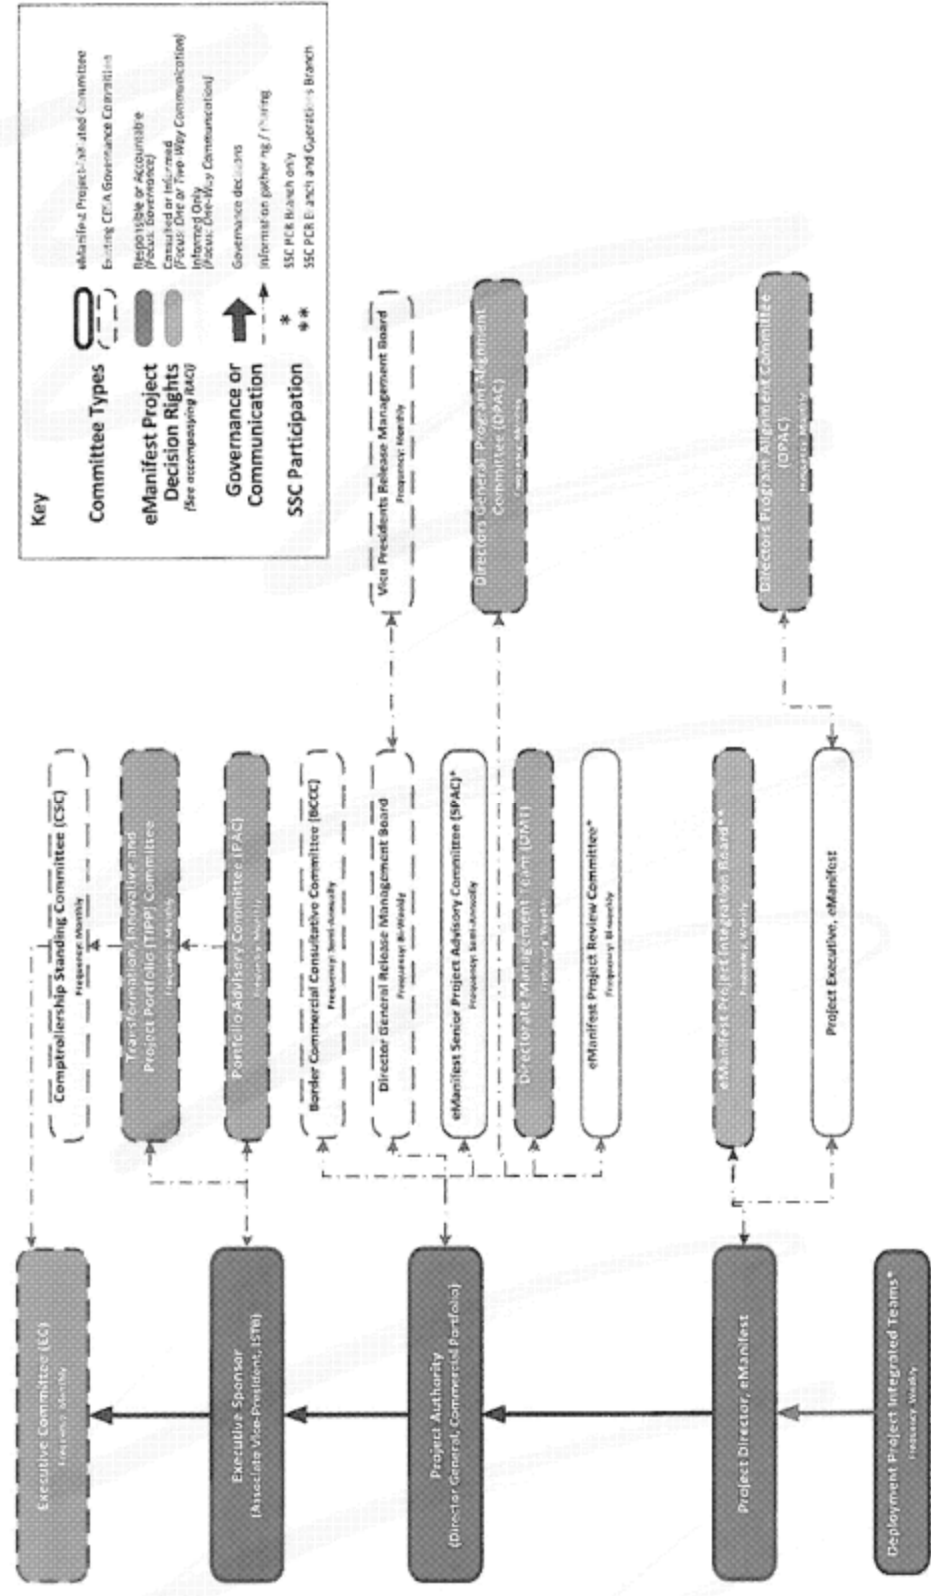 Key
Committee Types
eManifest Project-Initiated Committee
Existing CBSA Governance Committee
eManifest Project
Decision Rights
(See accompanying RACI)
Responsible or Accountable
(Focus: Governance)
Consulted or Informed
(Focus: One or Two-Way Communication)
Informed Only
(Focus: One-Way Communication)
Governance or
Communication
Governance decisions
Information gathering / sharing
SSC Participation
* SSC PCR Branch only
** SSC PCR Branch and Operations Branch
Executive Committee (EC)
Frequency: Monthly
Comptrollership Standing Committee (CSC)
Frequency: Monthly
Transformation, Innovative and
Project Portfolio (TIPP) Committee
Executive Sponsor
(Associate Vice-President, ISTB)
Portfolio Advisory Committee (PAC)
Border Commercial Consultative Committee (BCCC)
Frequency: Semi-Annually
Director General Release Management Board
Frequency: Bi-Weekly
Vice Presidents Release Management Board
Frequency: Monthly
Project Authority
(Director General, Commercial Portfolio)
eManifest Senior Project Advisory Committee (SPAC)*
Frequency: Semi-Annually
Directors General Program Alignment
Committee (DPAC)
Directorate Management Team (DMT)
eManifest Project Review Committee*
Frequency: Bi-weekly
Project Director, eManifest
eManifest Project Integration Board**
Directors Program Alignment Committee
(DPAC)
Project Executive, eManifest
Deployment Project Integrated Teams*
Frequency: Weekly